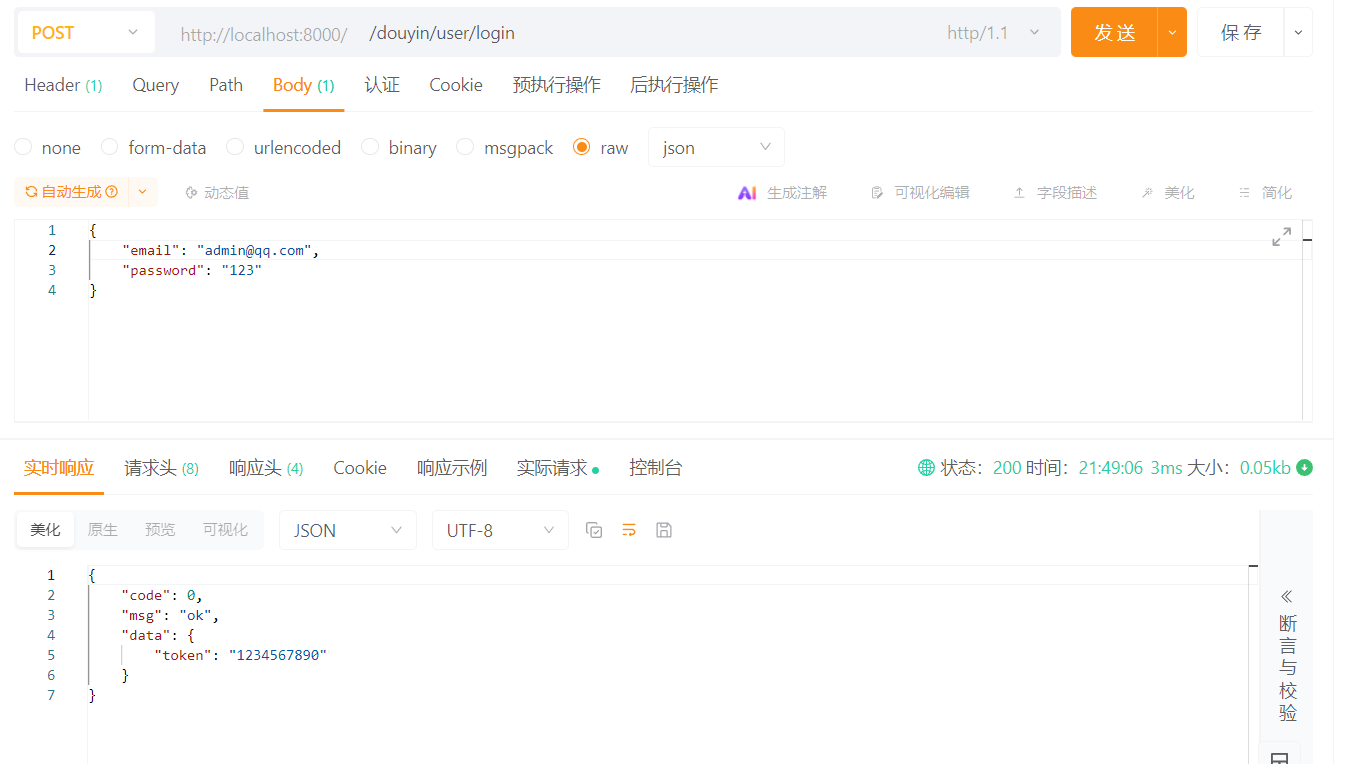 POST http://localhost:8000/ /douyin/user/login http/1.1 发送 保存
Header (1) Query Path Body (1) 认证 Cookie 预执行操作 后执行操作
none form-data urlencoded binary msgpack raw json
自动生成 动态值 AI 生成注解 可视化编辑 字段描述 美化 简化
1 {
2 "email": "admin@qq.com",
3 "password": "123"
4 }
实时响应 请求头 (8) 响应头 (4) Cookie 响应示例 实际请求 控制台 状态: 200 时间: 21:49:06 3ms 大小: 0.05kb
美化 原生 预览 可视化 JSON UTF-8
1 {
2 "code": 0,
3 "msg": "ok",
4 "data": {
5 "token": "1234567890"
6 }
7 }
断言与校验